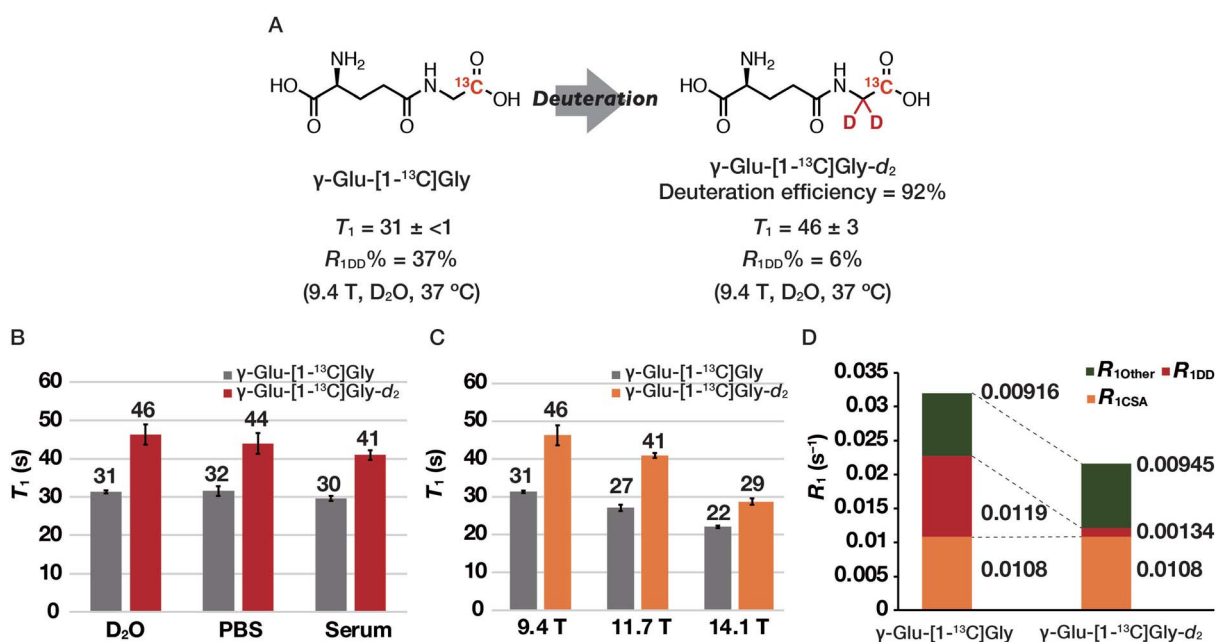 A
NH₂
HO
O
O
H
N
¹³C
O
OH
Deuteration
NH₂
HO
O
O
H
N
¹³C
O
OH
D D
γ-Glu-[1-¹³C]Gly
T₁ = 31 ± <1
R₁DD% = 37%
(9.4 T, D₂O, 37 ºC)
γ-Glu-[1-¹³C]Gly-d₂
Deuteration efficiency = 92%
T₁ = 46 ± 3
R₁DD% = 6%
(9.4 T, D₂O, 37 ºC)
B
γ-Glu-[1-¹³C]Gly
γ-Glu-[1-¹³C]Gly-d₂
T₁ (s)
60
50
40
30
20
10
0
31 46
32 44
30 41
D₂O PBS Serum
C
γ-Glu-[1-¹³C]Gly
γ-Glu-[1-¹³C]Gly-d₂
T₁ (s)
60
50
40
30
20
10
0
31 46
27 41
22 29
9.4 T 11.7 T 14.1 T
D
R₁Other R₁DD
R₁CSA
R₁ (s⁻¹)
0.035
0.03
0.025
0.02
0.015
0.01
0.005
0
0.00916
0.0119
0.0108
0.00945
0.00134
0.0108
γ-Glu-[1-¹³C]Gly γ-Glu-[1-¹³C]Gly-d₂